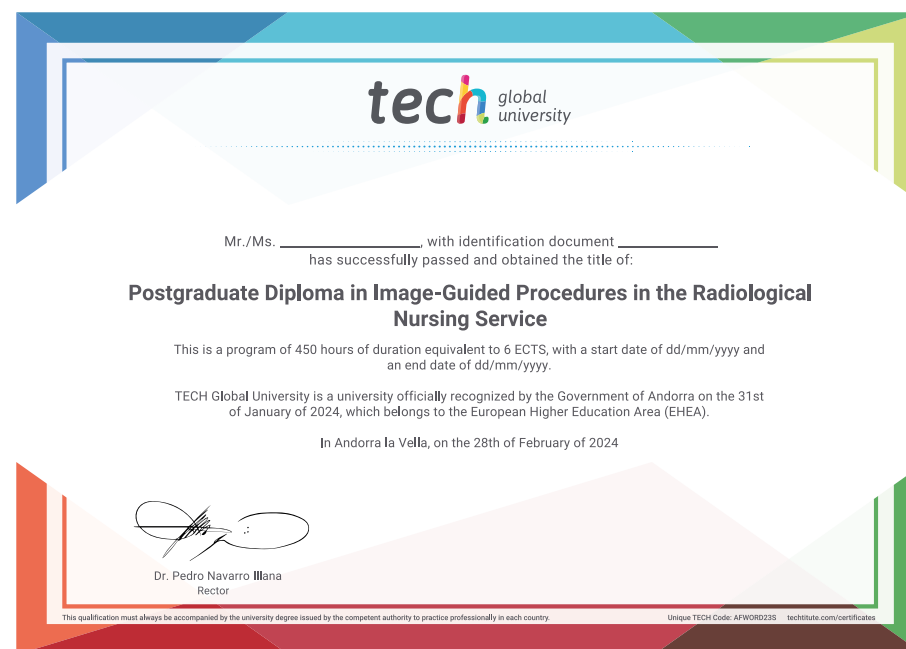 tech global university
Mr./Ms. ____________, with identification document ____________
has successfully passed and obtained the title of:
Postgraduate Diploma in Image-Guided Procedures in the Radiological
Nursing Service
This is a program of 450 hours of duration equivalent to 6 ECTS, with a start date of dd/mm/yyyy and
an end date of dd/mm/yyyy.
TECH Global University is a university officially recognized by the Government of Andorra on the 31st
of January of 2024, which belongs to the European Higher Education Area (EHEA).
In Andorra la Vella, on the 28th of February of 2024
Dr. Pedro Navarro Illana
Rector
This qualification must always be accompanied by the university degree issued by the competent authority to practice professionally in each country.
Unique TECH Code: AFWORD23S techtitute.com/certificates